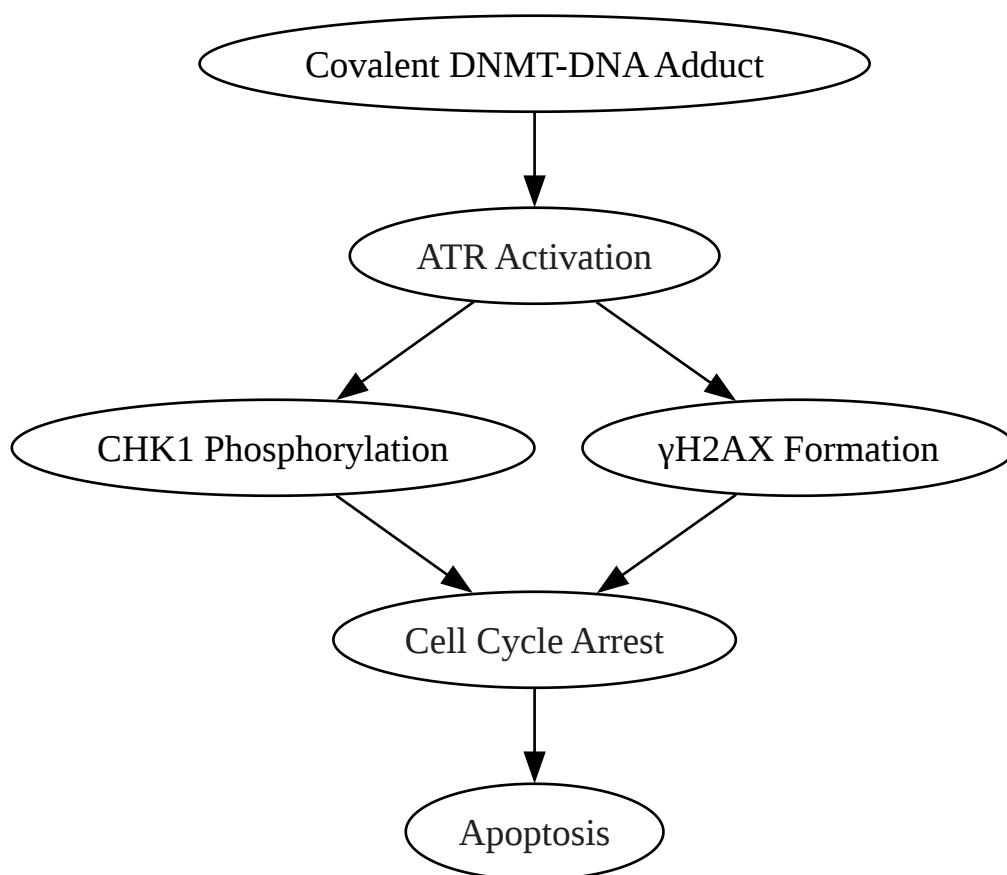 Covalent DNMT-DNA Adduct
ATR Activation
CHK1 Phosphorylation
γH2AX Formation
Cell Cycle Arrest
Apoptosis